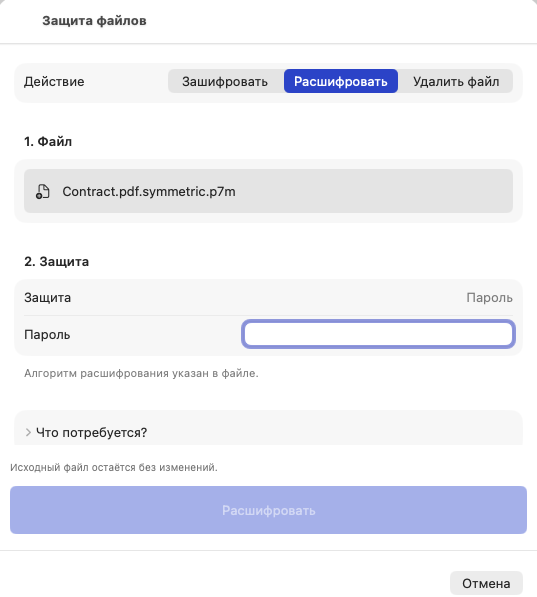 Защита файлов
Действие
Зашифровать
Расшифровать
Удалить файл
1. Файл
Contract.pdf.symmetric.p7m
2. Защита
Защита
Пароль
Пароль
Алгоритм расшифрования указан в файле.
Что потребуется?
Исходный файл остаётся без изменений.
Расшифровать
Отмена